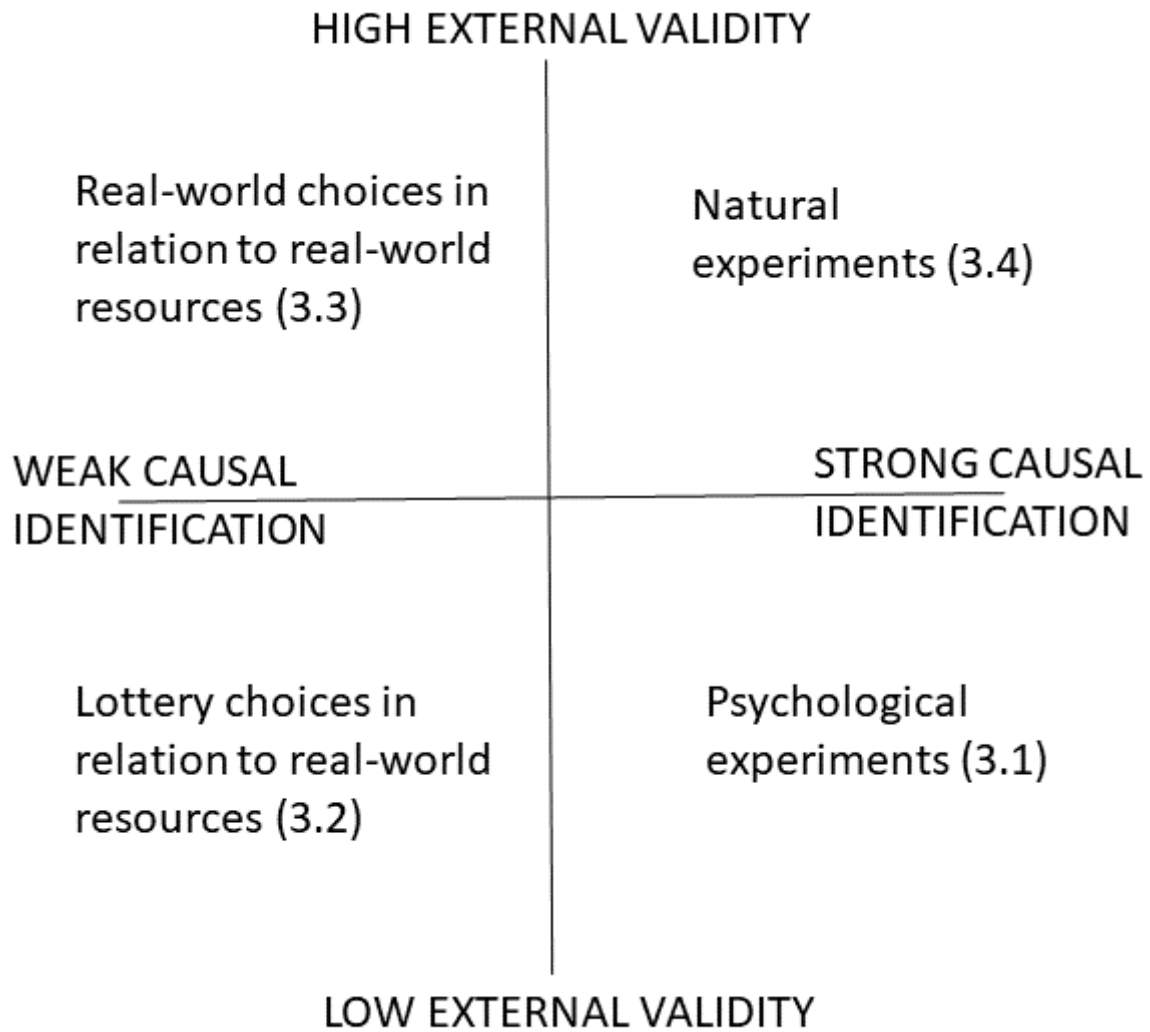 HIGH EXTERNAL VALIDITY
Real-world choices in
relation to real-world
resources (3.3)
Natural
experiments (3.4)
WEAK CAUSAL
IDENTIFICATION
STRONG CAUSAL
IDENTIFICATION
Lottery choices in
relation to real-world
resources (3.2)
Psychological
experiments (3.1)
LOW EXTERNAL VALIDITY